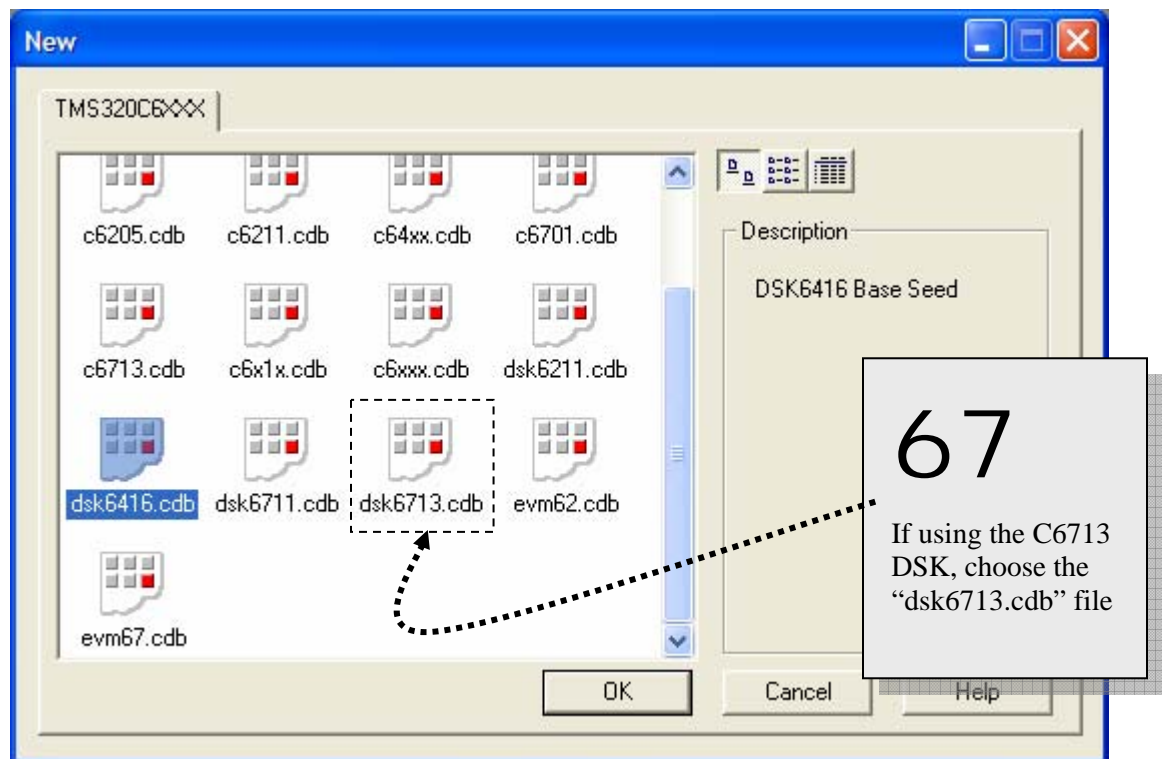 New
TMS320C6XXX
c6205.cdb c6211.cdb c64xx.cdb c6701.cdb
c6713.cdb c6x1x.cdb c6xxx.cdb dsk6211.cdb
dsk6416.cdb dsk6711.cdb dsk6713.cdb evm62.cdb
evm67.cdb
Description
DSK6416 Base Seed
67
If using the C6713
DSK, choose the
“dsk6713.cdb” file
OK Cancel Help